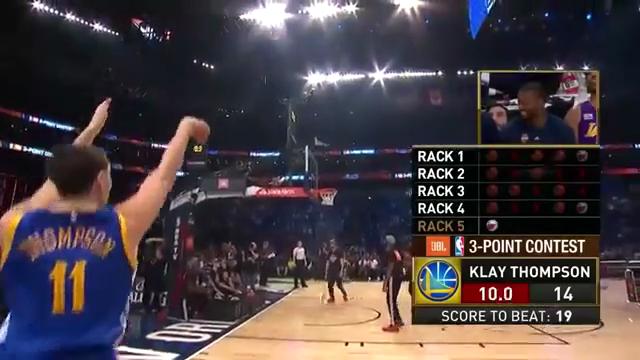 THOMPSON
11
RACK 1
RACK 2
RACK 3
RACK 4
RACK 5
JBL
3-POINT CONTEST
KLAY THOMPSON
10.0 14
SCORE TO BEAT: 19